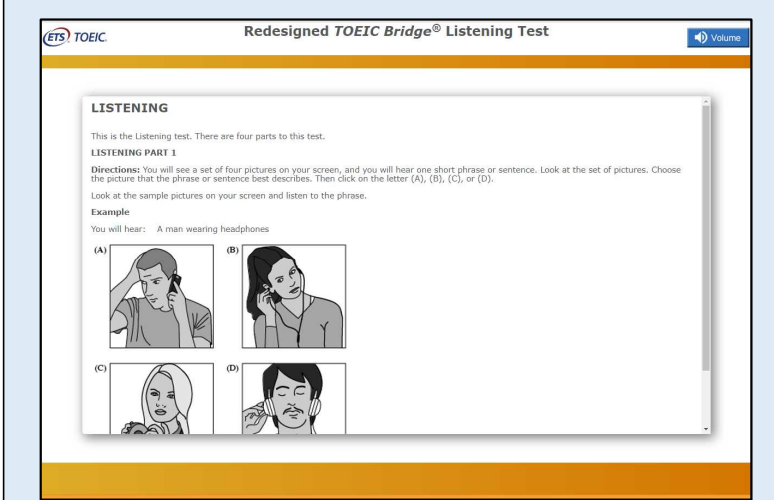 ETS TOEIC.
Redesigned TOEIC Bridge® Listening Test
Volume
LISTENING
This is the Listening test. There are four parts to this test.
LISTENING PART 1
Directions: You will see a set of four pictures on your screen, and you will hear one short phrase or sentence. Look at the set of pictures. Choose
the picture that the phrase or sentence best describes. Then click on the letter (A), (B), (C), or (D).
Look at the sample pictures on your screen and listen to the phrase.
Example
You will hear: A man wearing headphones
(A) (B)
(C) (D)